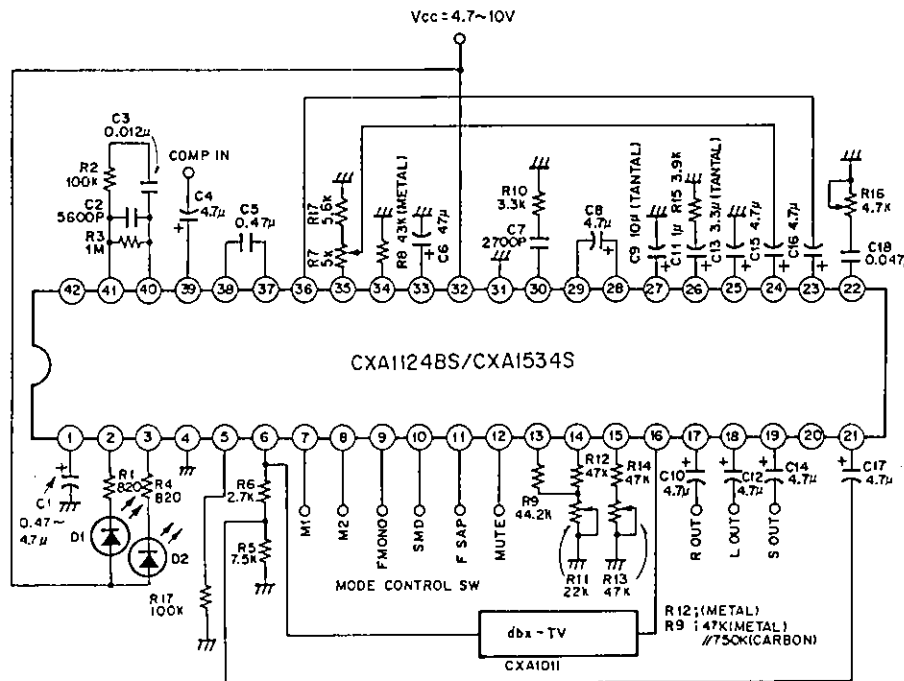 Vcc = 4.7~10V
C3
0.012µ
R2
100K
C2
5600P
R3
1M
COMP IN
C4
4.7µ
C5
0.47µ
R17
5.6K
R7
5K
R8 43K(METAL)
C6 47µ
R10
3.3K
C7
2700P
C8
4.7µ
C9 10µ (TANTAL)
C11 1µ
R15 3.9K
C13 3.3µ(TANTAL)
C15 4.7µ
C16 4.7µ
R16
4.7K
C18
0.047µ
42 41 40 39 38 37 36 35 34 33 32 31 30 29 28 27 26 25 24 23 22
CXA1124BS/CXA1534S
1 2 3 4 5 6 7 8 9 10 11 12 13 14 15 16 17 18 19 20 21
C1
0.47~
4.7µ
R1
820
R4
820
D1
D2
R17
100K
R6
2.7K
R5
7.5K
M1
M2
FMONO
SMD
F SAP
MUTE
MODE CONTROL SW
R9
44.2K
R12
47K
R14
47K
R11
22K
R13
47K
C10
4.7µ
C12
4.7µ
C14
4.7µ
C17
4.7µ
R OUT
L OUT
S OUT
R12;(METAL)
R9 ;47K(METAL)
//750K(CARBON)
dbx-TV
CXA1011